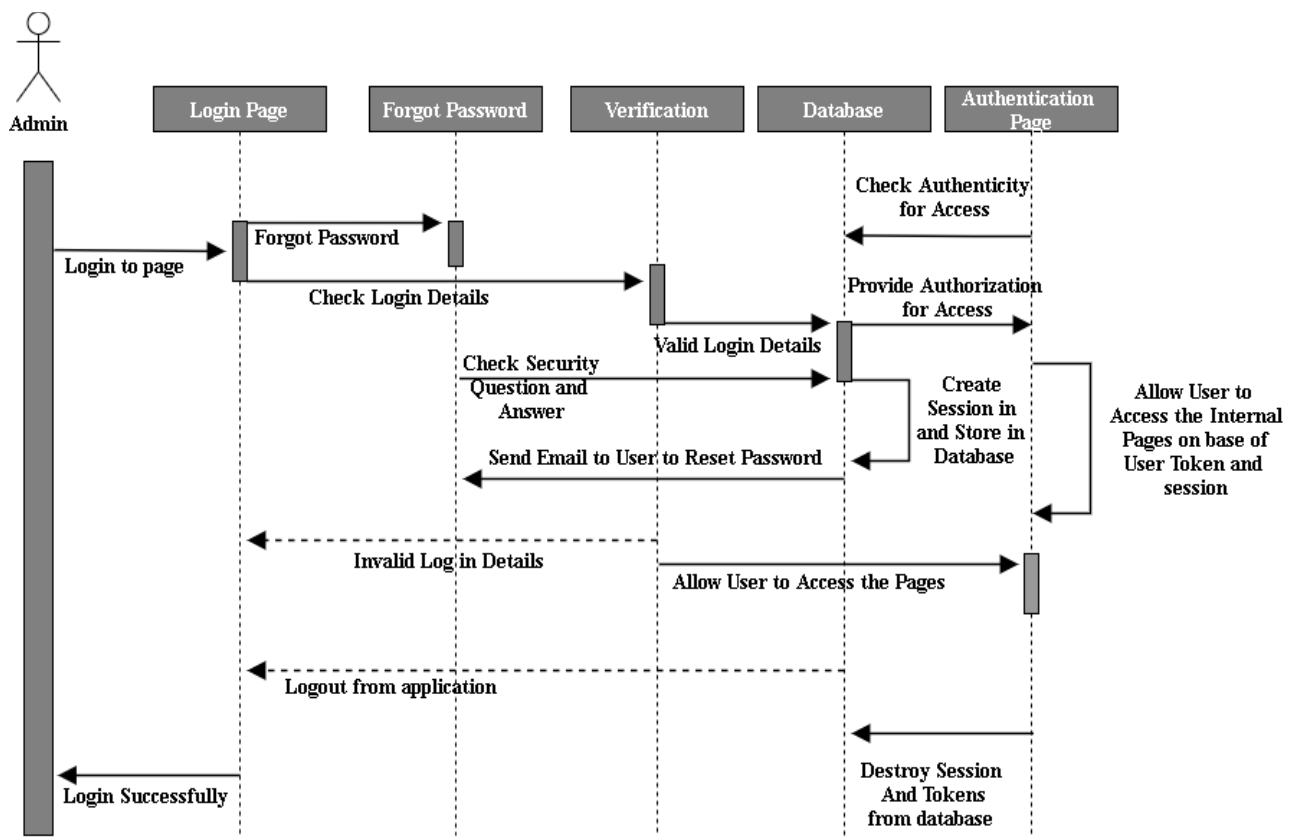 Admin
Login Page
Forgot Password
Verification
Database
Authentication
Page
Check Authenticity
for Access
Forgot Password
Login to page
Check Login Details
Provide Authorization
for Access
Valid Login Details
Check Security
Question and
Answer
Create
Session in
and Store in
Database
Allow User to
Access the Internal
Pages on base of
User Token and
session
Send Email to User to Reset Password
Invalid Log in Details
Allow User to Access the Pages
Logout from application
Login Successfully
Destroy Session
And Tokens
from database